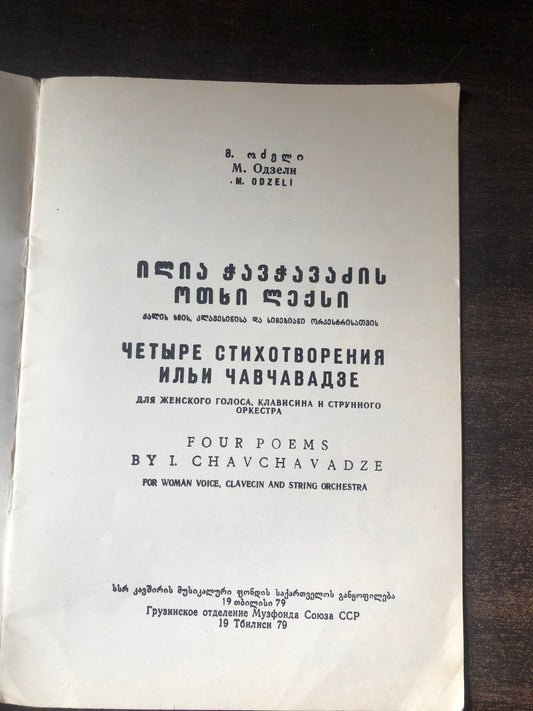 მ. ოძელი
М. Одзели
M. ODZELI
ილია ჭავჭავაძის
ოთხი ლექსი
ქალის ხმის, კლავესინისა და სიმებიანი ორკესტრისათვის
ЧЕТЫРЕ СТИХОТВОРЕНИЯ
ИЛЬИ ЧАВЧАВАДЗЕ
ДЛЯ ЖЕНСКОГО ГОЛОСА, КЛАВИСИНА И СТРУННОГО
ОРКЕСТРА
FOUR POEMS
BY I. CHAVCHAVADZE
FOR WOMAN VOICE, CLAVECIN AND STRING ORCHESTRA
სსრ კავშირის მუსიკალური ფონდის საქართველოს განყოფილება
19 თბილისი 79
Грузинское отделение Музфонда Союза ССР
19 Тбилиси 79